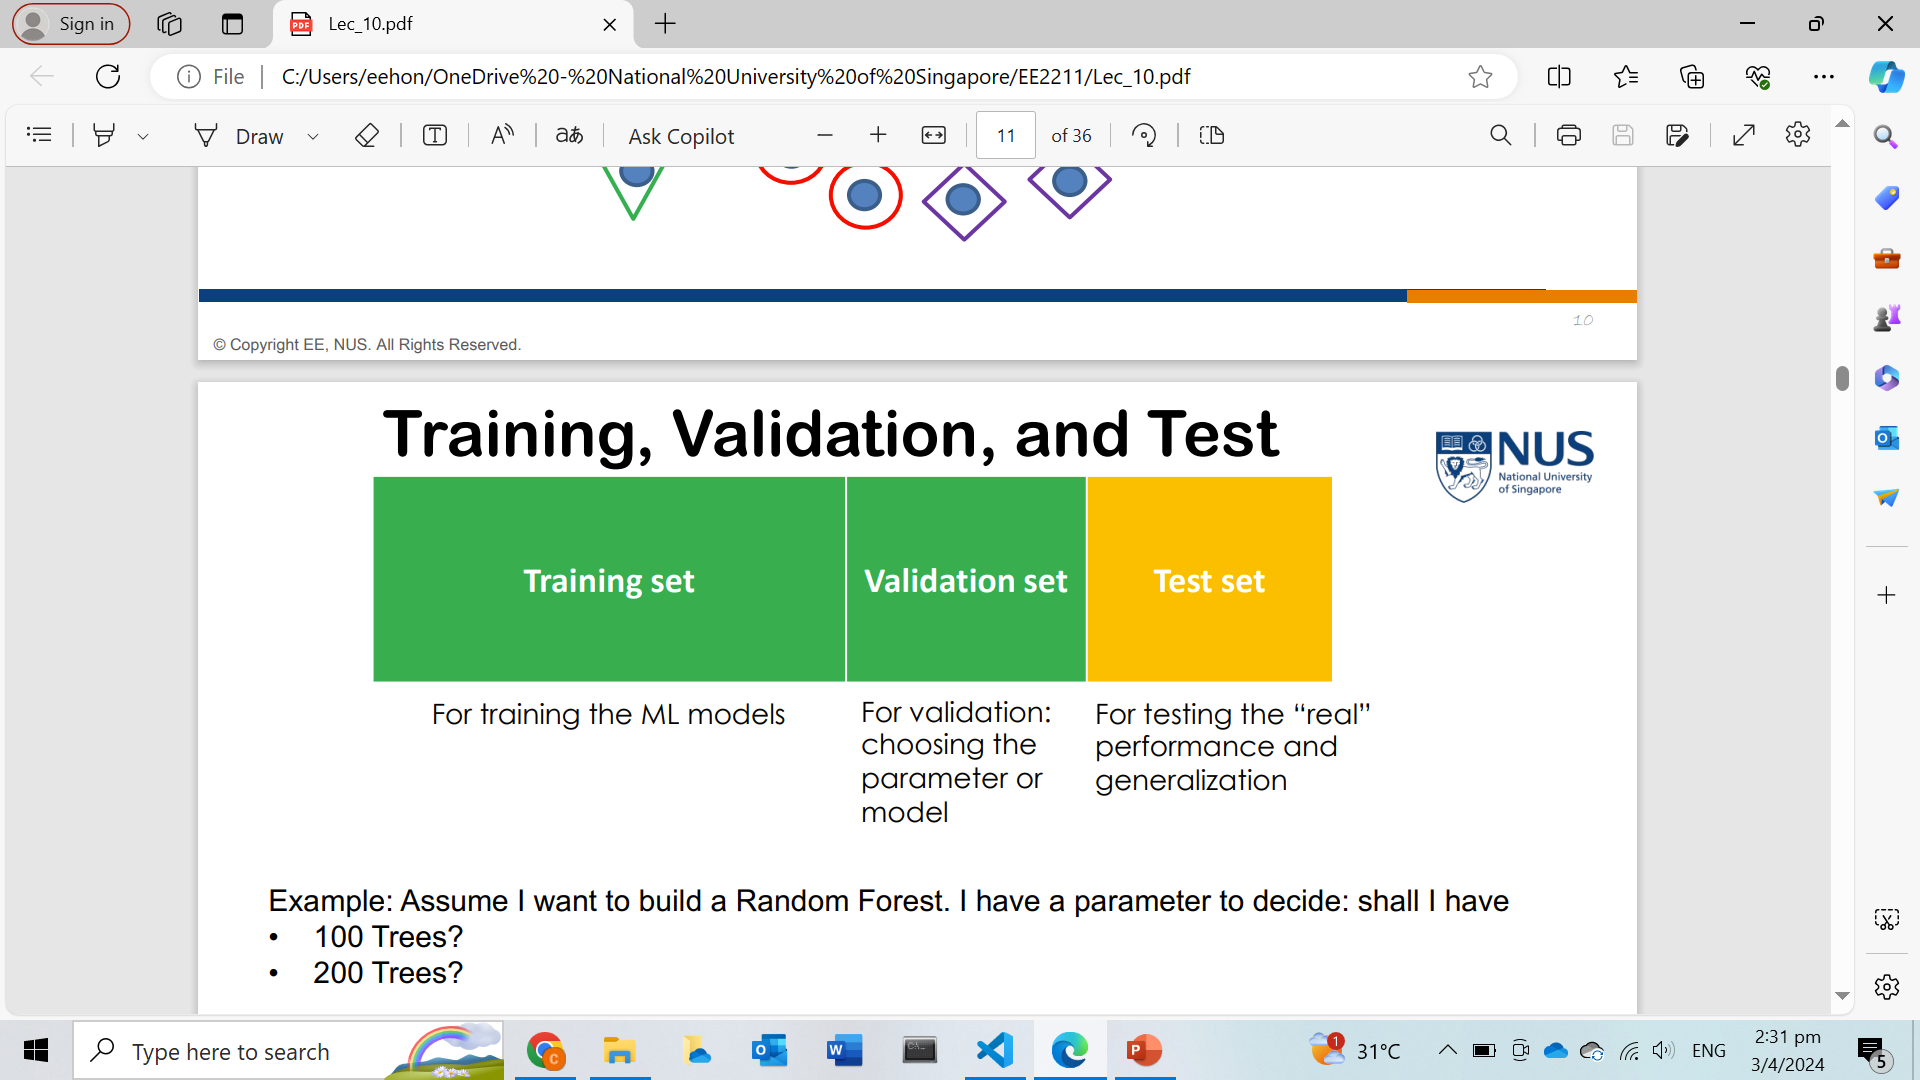 Sign in
Lec_10.pdf
File
C:/Users/eehon/OneDrive%20-%20National%20University%20of%20Singapore/EE2211/Lec_10.pdf
Draw
aあ
Ask Copilot
11
of 36
10
© Copyright EE, NUS. All Rights Reserved.
Training, Validation, and Test
NUS
National University
of Singapore
Training set
Validation set
Test set
For training the ML models
For validation:
choosing the
parameter or
model
For testing the “real”
performance and
generalization
Example: Assume I want to build a Random Forest. I have a parameter to decide: shall I have
• 100 Trees?
• 200 Trees?
Type here to search
1
31°C
ENG
2:31 pm
3/4/2024
5